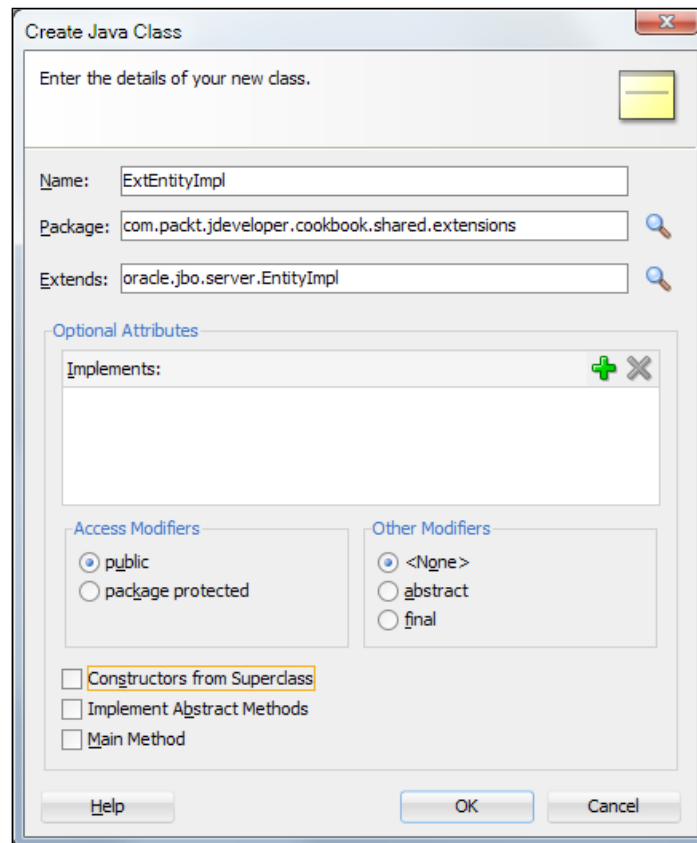 Create Java Class
Enter the details of your new class.
Name: ExtEntityImpl
Package: com.packt.jdeveloper.cookbook.shared.extensions
Extends: oracle.jbo.server.EntityImpl
Optional Attributes
Implements:
Access Modifiers
public
package protected
Other Modifiers
<None>
abstract
final
Constructors from Superclass
Implement Abstract Methods
Main Method
Help OK Cancel